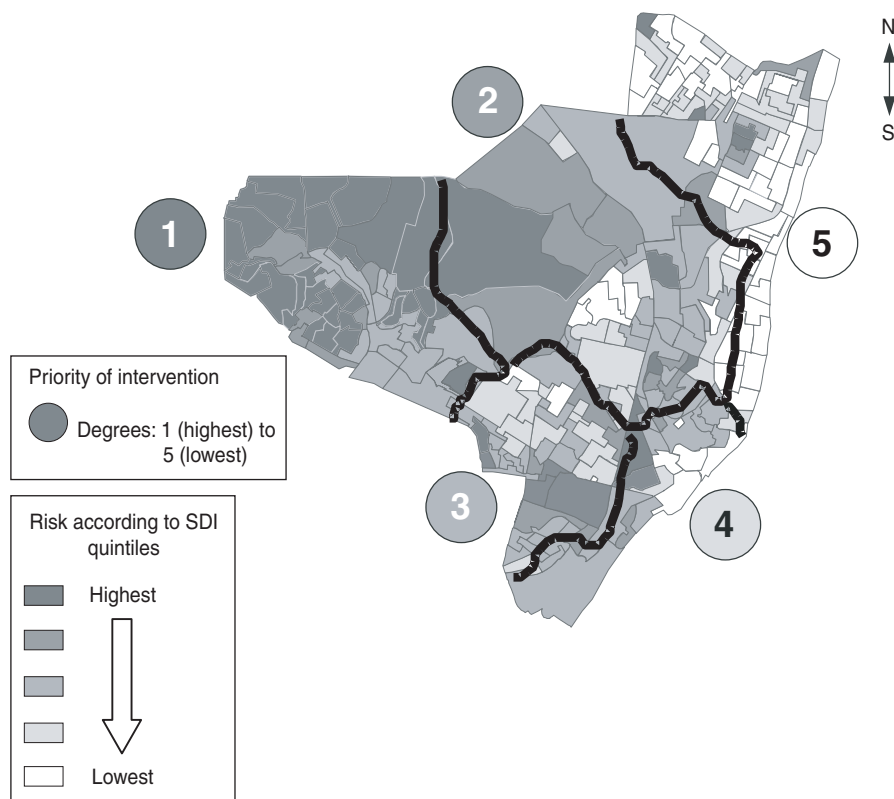 N
S
2
1
5
Priority of intervention
Degrees: 1 (highest) to
5 (lowest)
3
4
Risk according to SDI
quintiles
Highest
Lowest